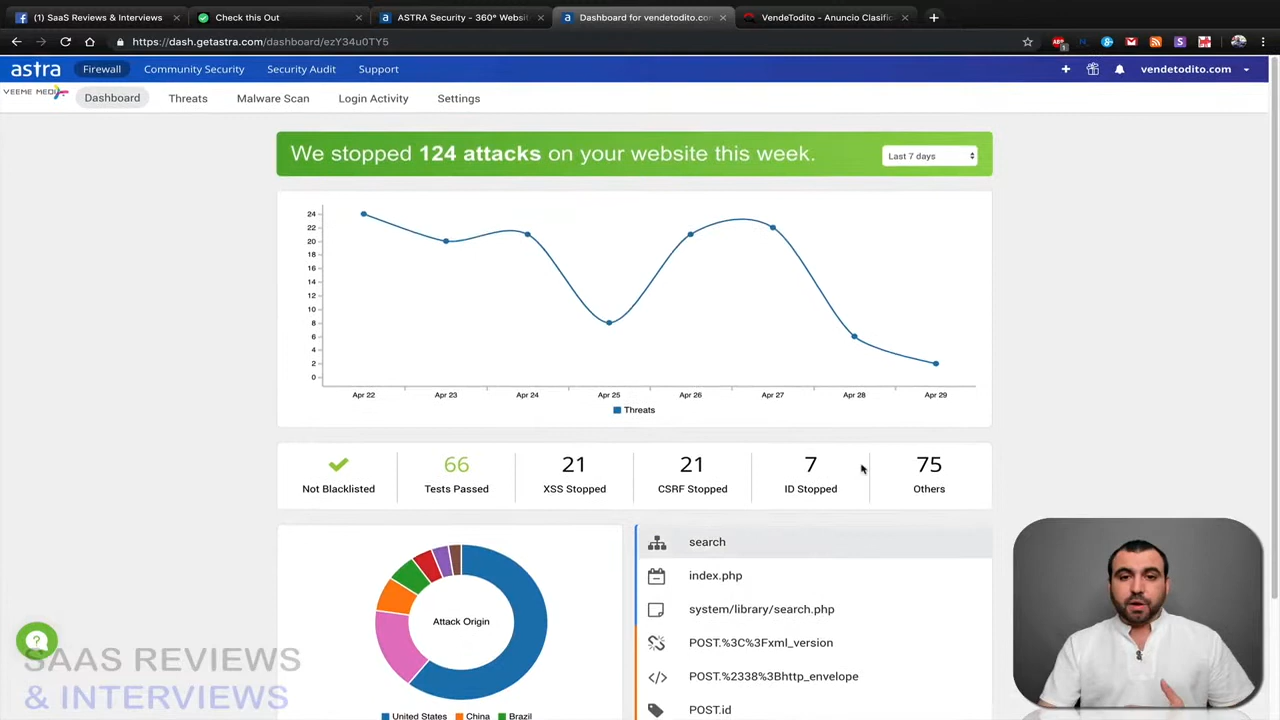 (1) SaaS Reviews & Interviews
Check this Out
ASTRA Security - 360° Websit
Dashboard for vendetodito.co
VendeTodito - Anuncio Clasific
https://dash.getastra.com/dashboard/ezY34u0TY5
astra
Firewall
Community Security
Security Audit
Support
vendetodito.com
VEEME MEDIA
Dashboard
Threats
Malware Scan
Login Activity
Settings
We stopped 124 attacks on your website this week.
Last 7 days
24
22
20
18
16
14
12
10
8
6
4
2
0
Apr 22
Apr 23
Apr 24
Apr 25
Apr 26
Apr 27
Apr 28
Apr 29
Threats
66
21
21
7
75
Not Blacklisted
Tests Passed
XSS Stopped
CSRF Stopped
ID Stopped
Others
Attack Origin
United States
China
Brazil
search
index.php
system/library/search.php
POST.%3C%3Fxml_version
POST.%2338%3Bhttp_envelope
POST.id
SAAS REVIEWS
& INTERVIEWS